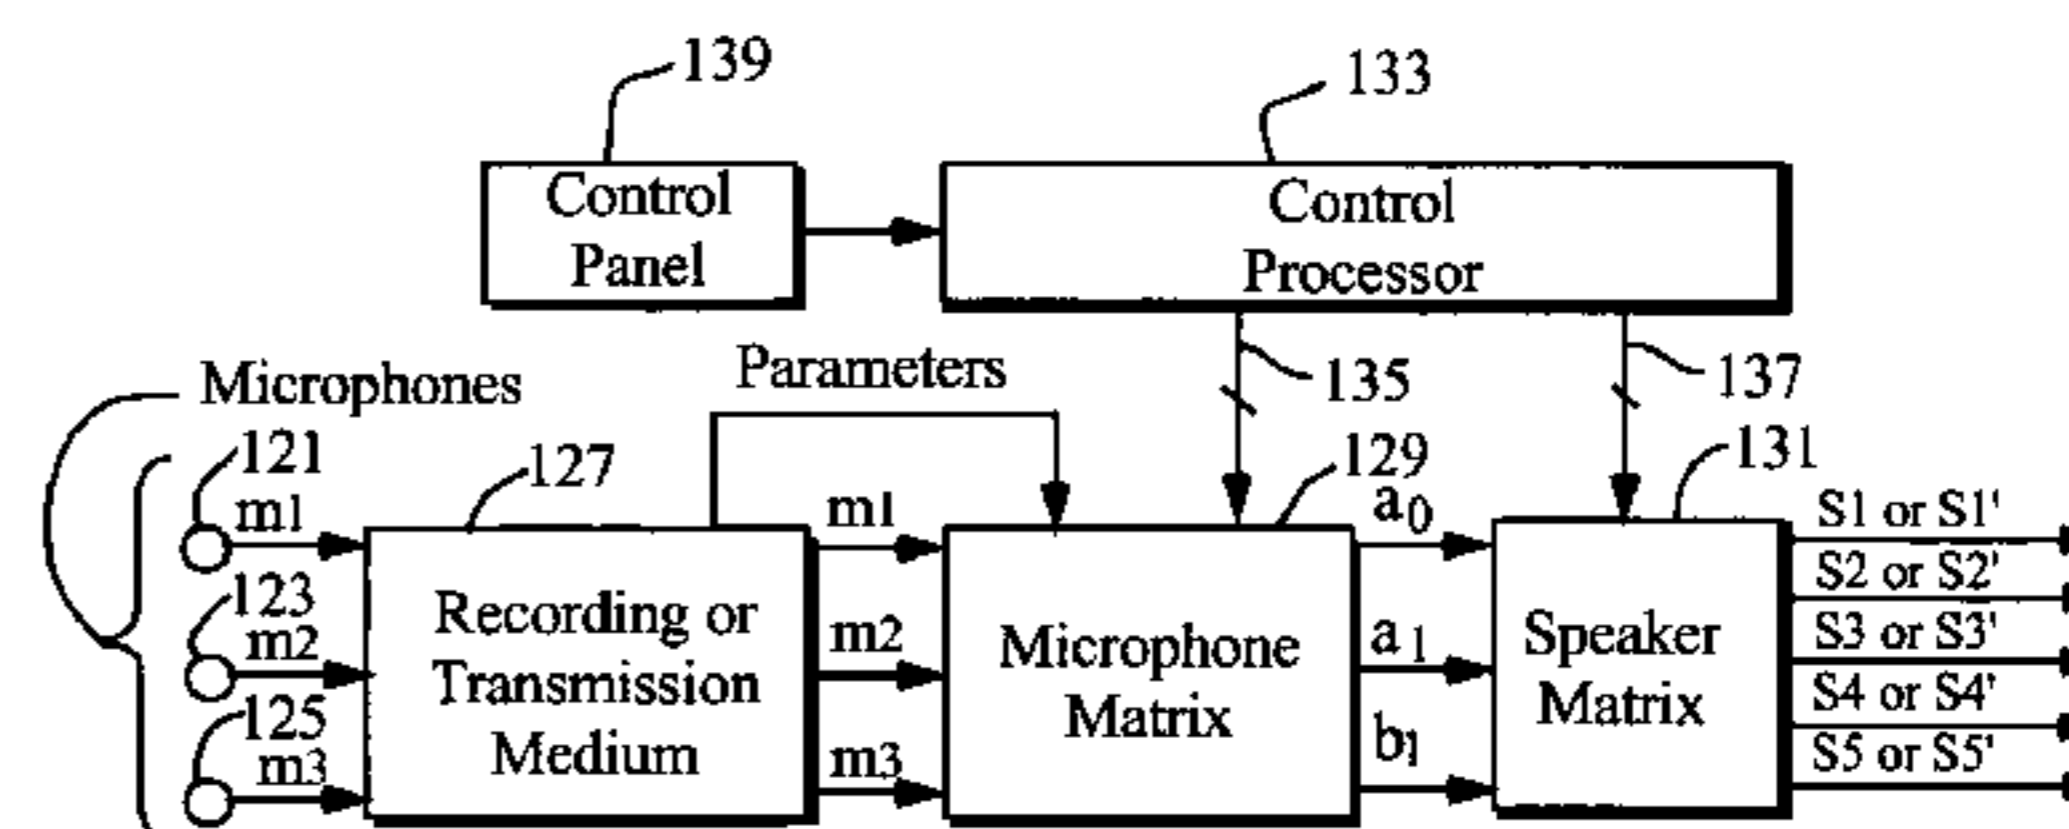 139
133
Control
Panel
Control
Processor
Microphones
Parameters
135
137
121
127
129
131
m1
m1
a0
S1 or S1'
123
S2 or S2'
m2
Recording or
Transmission
Medium
m2
Microphone
Matrix
a1
Speaker
Matrix
S3 or S3'
S4 or S4'
125
m3
m3
b1
S5 or S5'